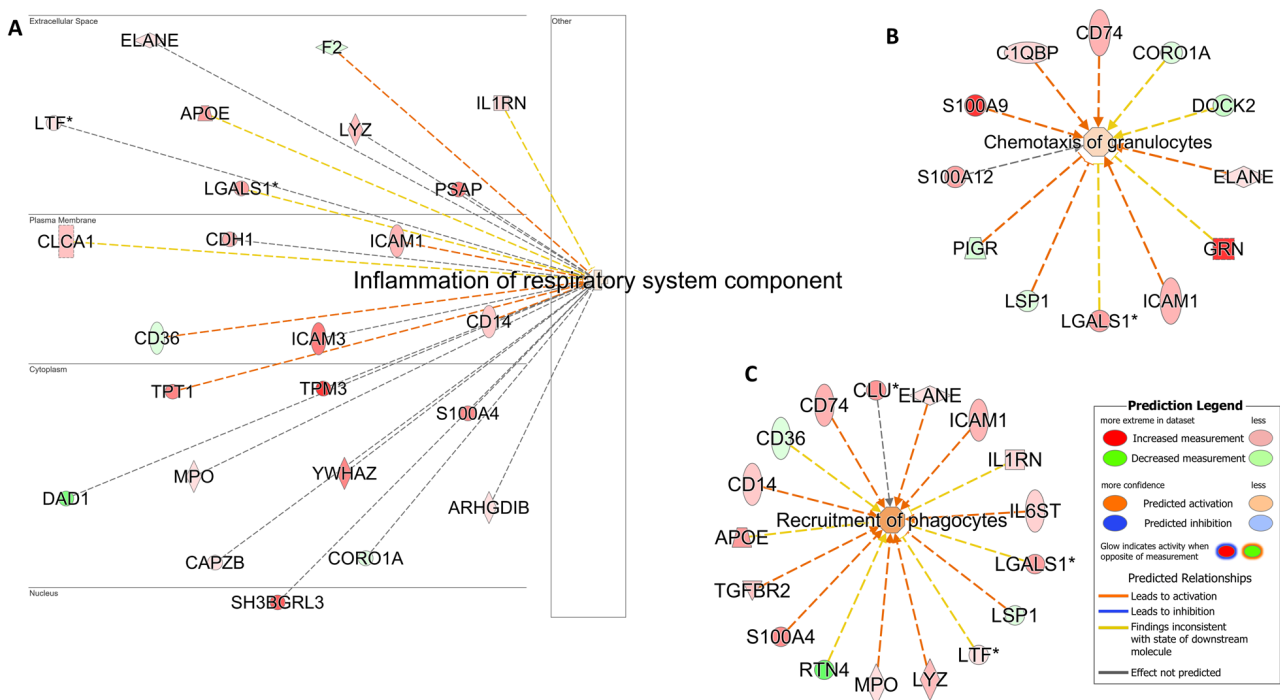 A
Extracellular Space
Other
ELANE
F2
IL1RN
APOE
LTF*
LYZ
LGALS1*
PSAP
Plasma Membrane
CLCA1
CDH1
ICAM1
Inflammation of respiratory system component
CD36
ICAM3
CD14
Cytoplasm
TPT1
TPM3
S100A4
MPO
YWHAZ
DAD1
ARHGDIB
CAPZB
CORO1A
Nucleus
SH3BGRL3
B
CD74
C1QBP
CORO1A
S100A9
DOCK2
Chemotaxis of granulocytes
S100A12
ELANE
PIGR
GRN
LSP1
ICAM1
LGALS1*
C
CLU*
ELANE
CD74
ICAM1
CD36
IL1RN
CD14
IL6ST
Recruitment of phagocytes
APOE
LGALS1*
TGFBR2
LSP1
S100A4
LTF*
RTN4
MPO
LYZ
Prediction Legend
more extreme in dataset less
Increased measurement
Decreased measurement
more confidence less
Predicted activation
Predicted inhibition
Glow indicates activity when
opposite of measurement
Predicted Relationships
Leads to activation
Leads to inhibition
Findings inconsistent
with state of downstream
molecule
Effect not predicted